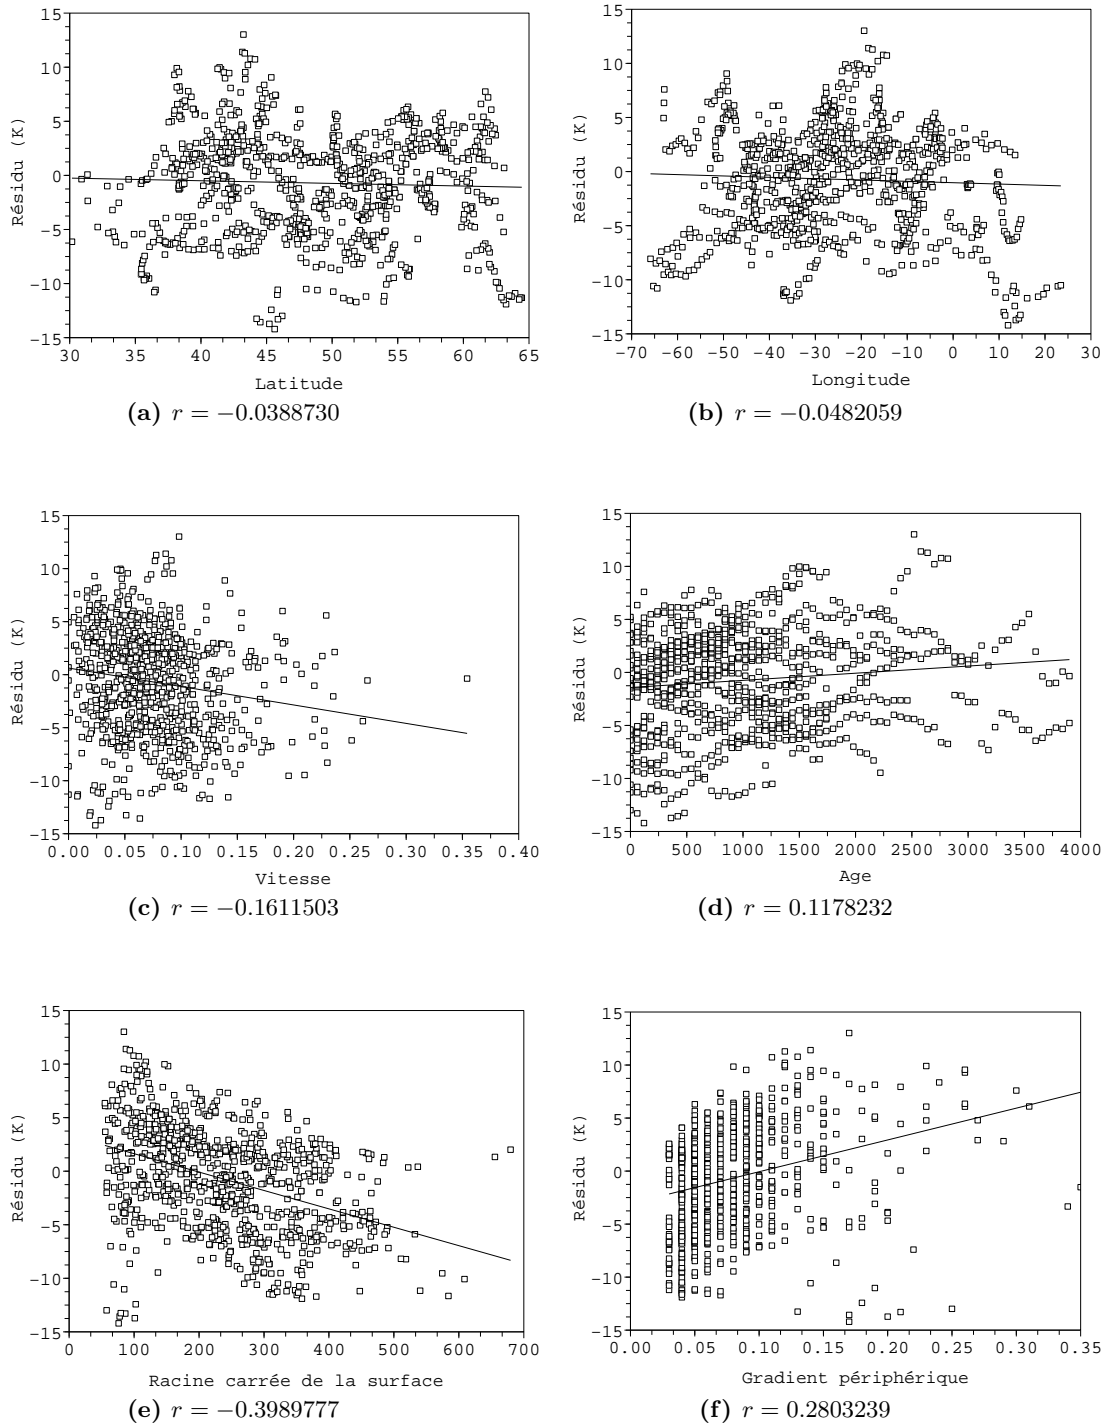 15
10
5
0
−5
−10
−15
Résidu (K)
30 35 40 45 50 55 60 65
Latitude
(a) r = −0.0388730
15
10
5
0
−5
−10
−15
Résidu (K)
−70 −60 −50 −40 −30 −20 −10 0 10 20 30
Longitude
(b) r = −0.0482059
15
10
5
0
−5
−10
−15
Résidu (K)
0.00 0.05 0.10 0.15 0.20 0.25 0.30 0.35 0.40
Vitesse
(c) r = −0.1611503
15
10
5
0
−5
−10
−15
Résidu (K)
0 500 1000 1500 2000 2500 3000 3500 4000
Age
(d) r = 0.1178232
15
10
5
0
−5
−10
−15
Résidu (K)
0 100 200 300 400 500 600 700
Racine carrée de la surface
(e) r = −0.3989777
15
10
5
0
−5
−10
−15
Résidu (K)
0.00 0.05 0.10 0.15 0.20 0.25 0.30 0.35
Gradient périphérique
(f) r = 0.2803239